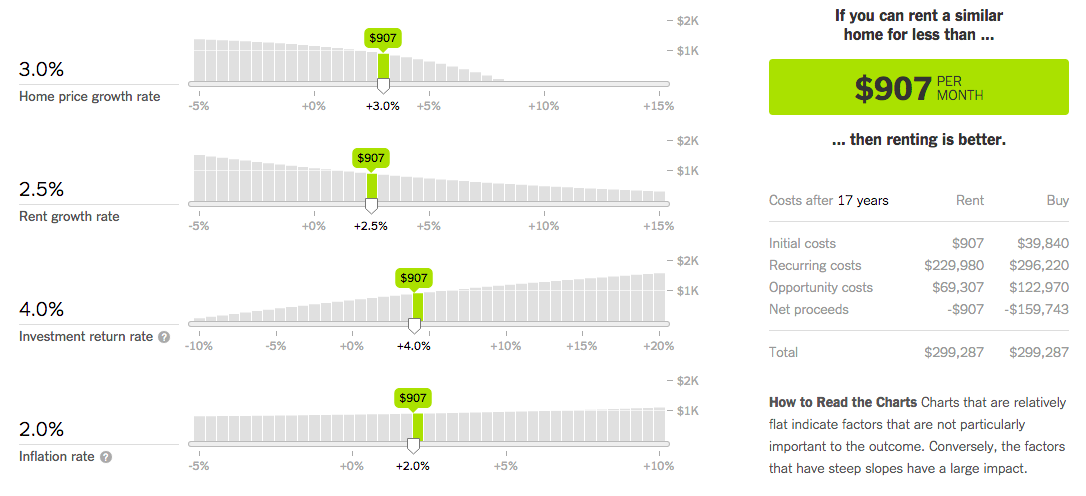 $2K
$907
$1K
3.0%
Home price growth rate
-5% +0% +3.0% +5% +10% +15%
$2K
$907
$1K
2.5%
Rent growth rate
-5% +0% +2.5% +5% +10% +15%
$2K
$907
$1K
4.0%
Investment return rate ?
-10% -5% +0% +4.0% +10% +15% +20%
$2K
$907
$1K
2.0%
Inflation rate ?
-5% +0% +2.0% +5% +10%
If you can rent a similar
home for less than ...
$907 PER MONTH
... then renting is better.
Costs after 17 years Rent Buy
Initial costs $907 $39,840
Recurring costs $229,980 $296,220
Opportunity costs $69,307 $122,970
Net proceeds -$907 -$159,743
Total $299,287 $299,287
How to Read the Charts Charts that are relatively
flat indicate factors that are not particularly
important to the outcome. Conversely, the factors
that have steep slopes have a large impact.